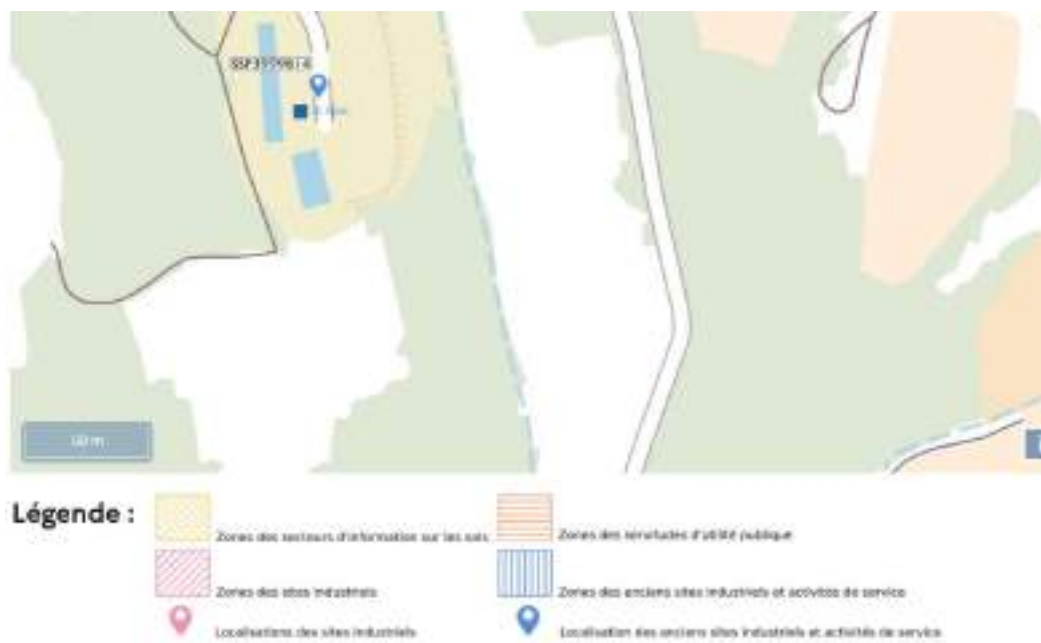 SSP3999814
60 m
Légende :
Zones des secteurs d'information sur les sols
Zones des servitudes d'utilité publique
Zones des sites industriels
Zones des anciens sites industriels et activités de service
Localisations des sites industriels
Localisation des anciens sites industriels et activités de service